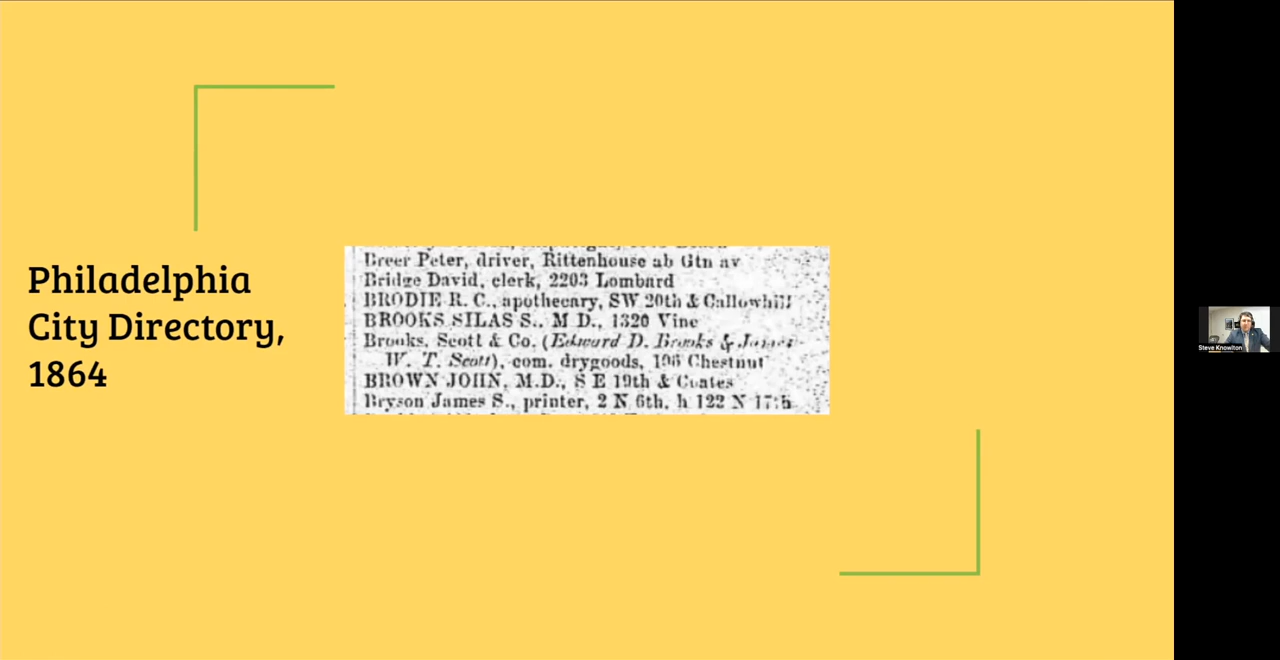 Philadelphia
City Directory,
1864
Breer Peter, driver, Rittenhouse ab Gtn av
Bridge David, clerk, 2203 Lombard
BRODIE R. C., apothecary, SW 20th & Callowhill
BROOKS SILAS S., M D., 1320 Vine
Brooks, Scott & Co. (Edward D. Brooks & James
W. T. Scott), com. drygoods, 106 Chestnut
BROWN JOHN, M.D., S E 19th & Coates
Bryson James S., printer, 2 N 6th, h 122 N 17th
Steve Knowlton